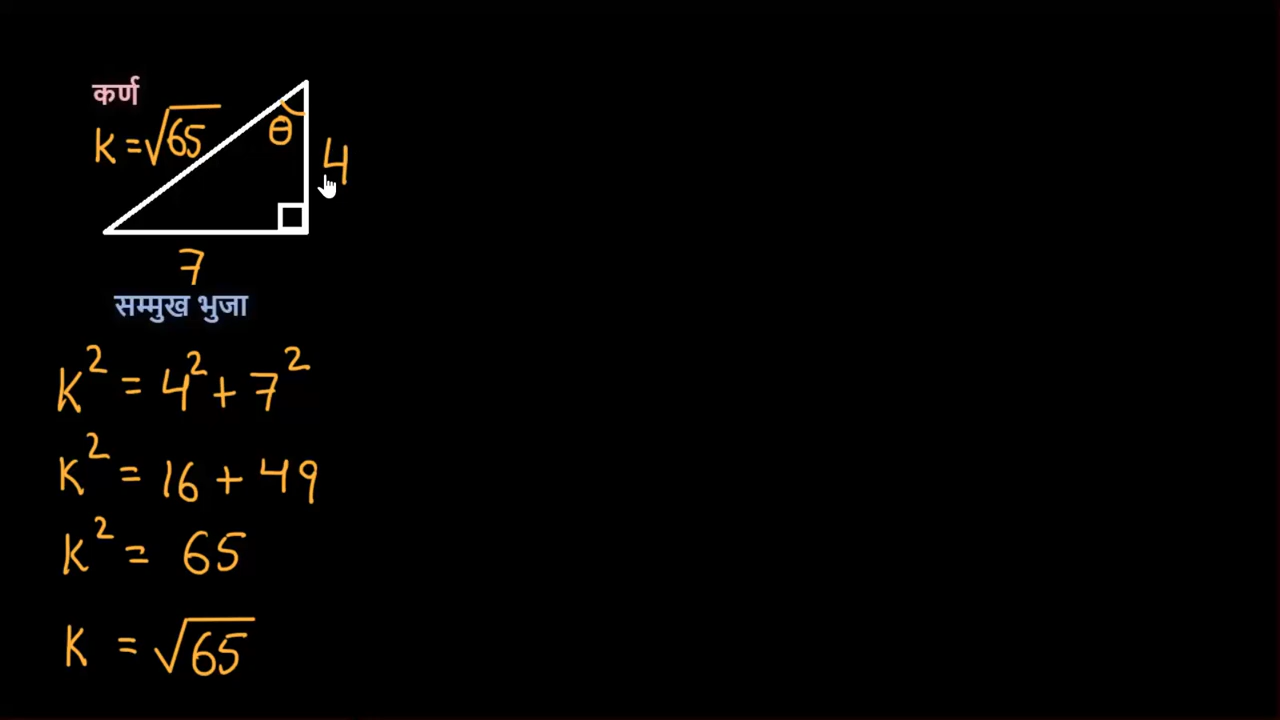 कर्ण
K = √65
θ
4
7
सम्मुख भुजा
K² = 4² + 7²
K² = 16 + 49
K² = 65
K = √65